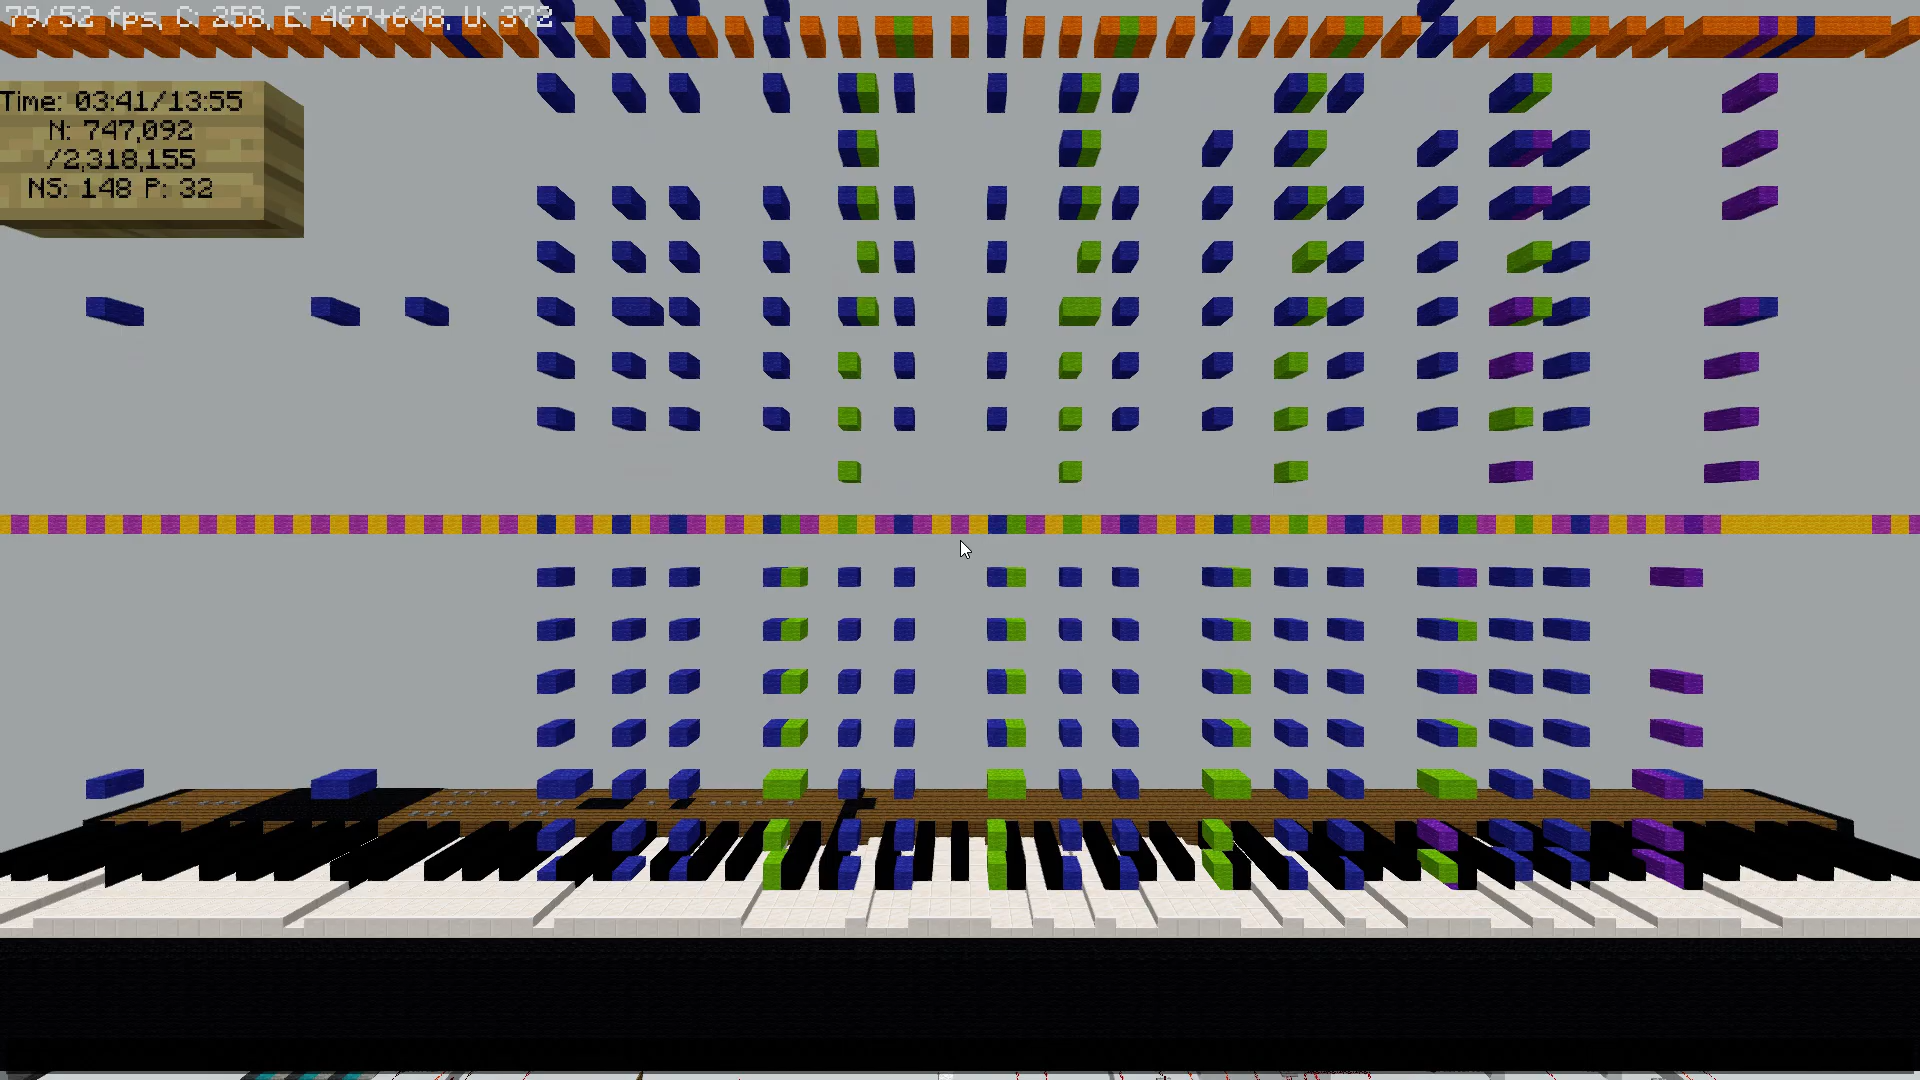 79/52 fps, C: 258, E: 467+648, U: 372
Time: 03:41/13:55
N: 747,092
/2,318,155
NS: 148 P: 32